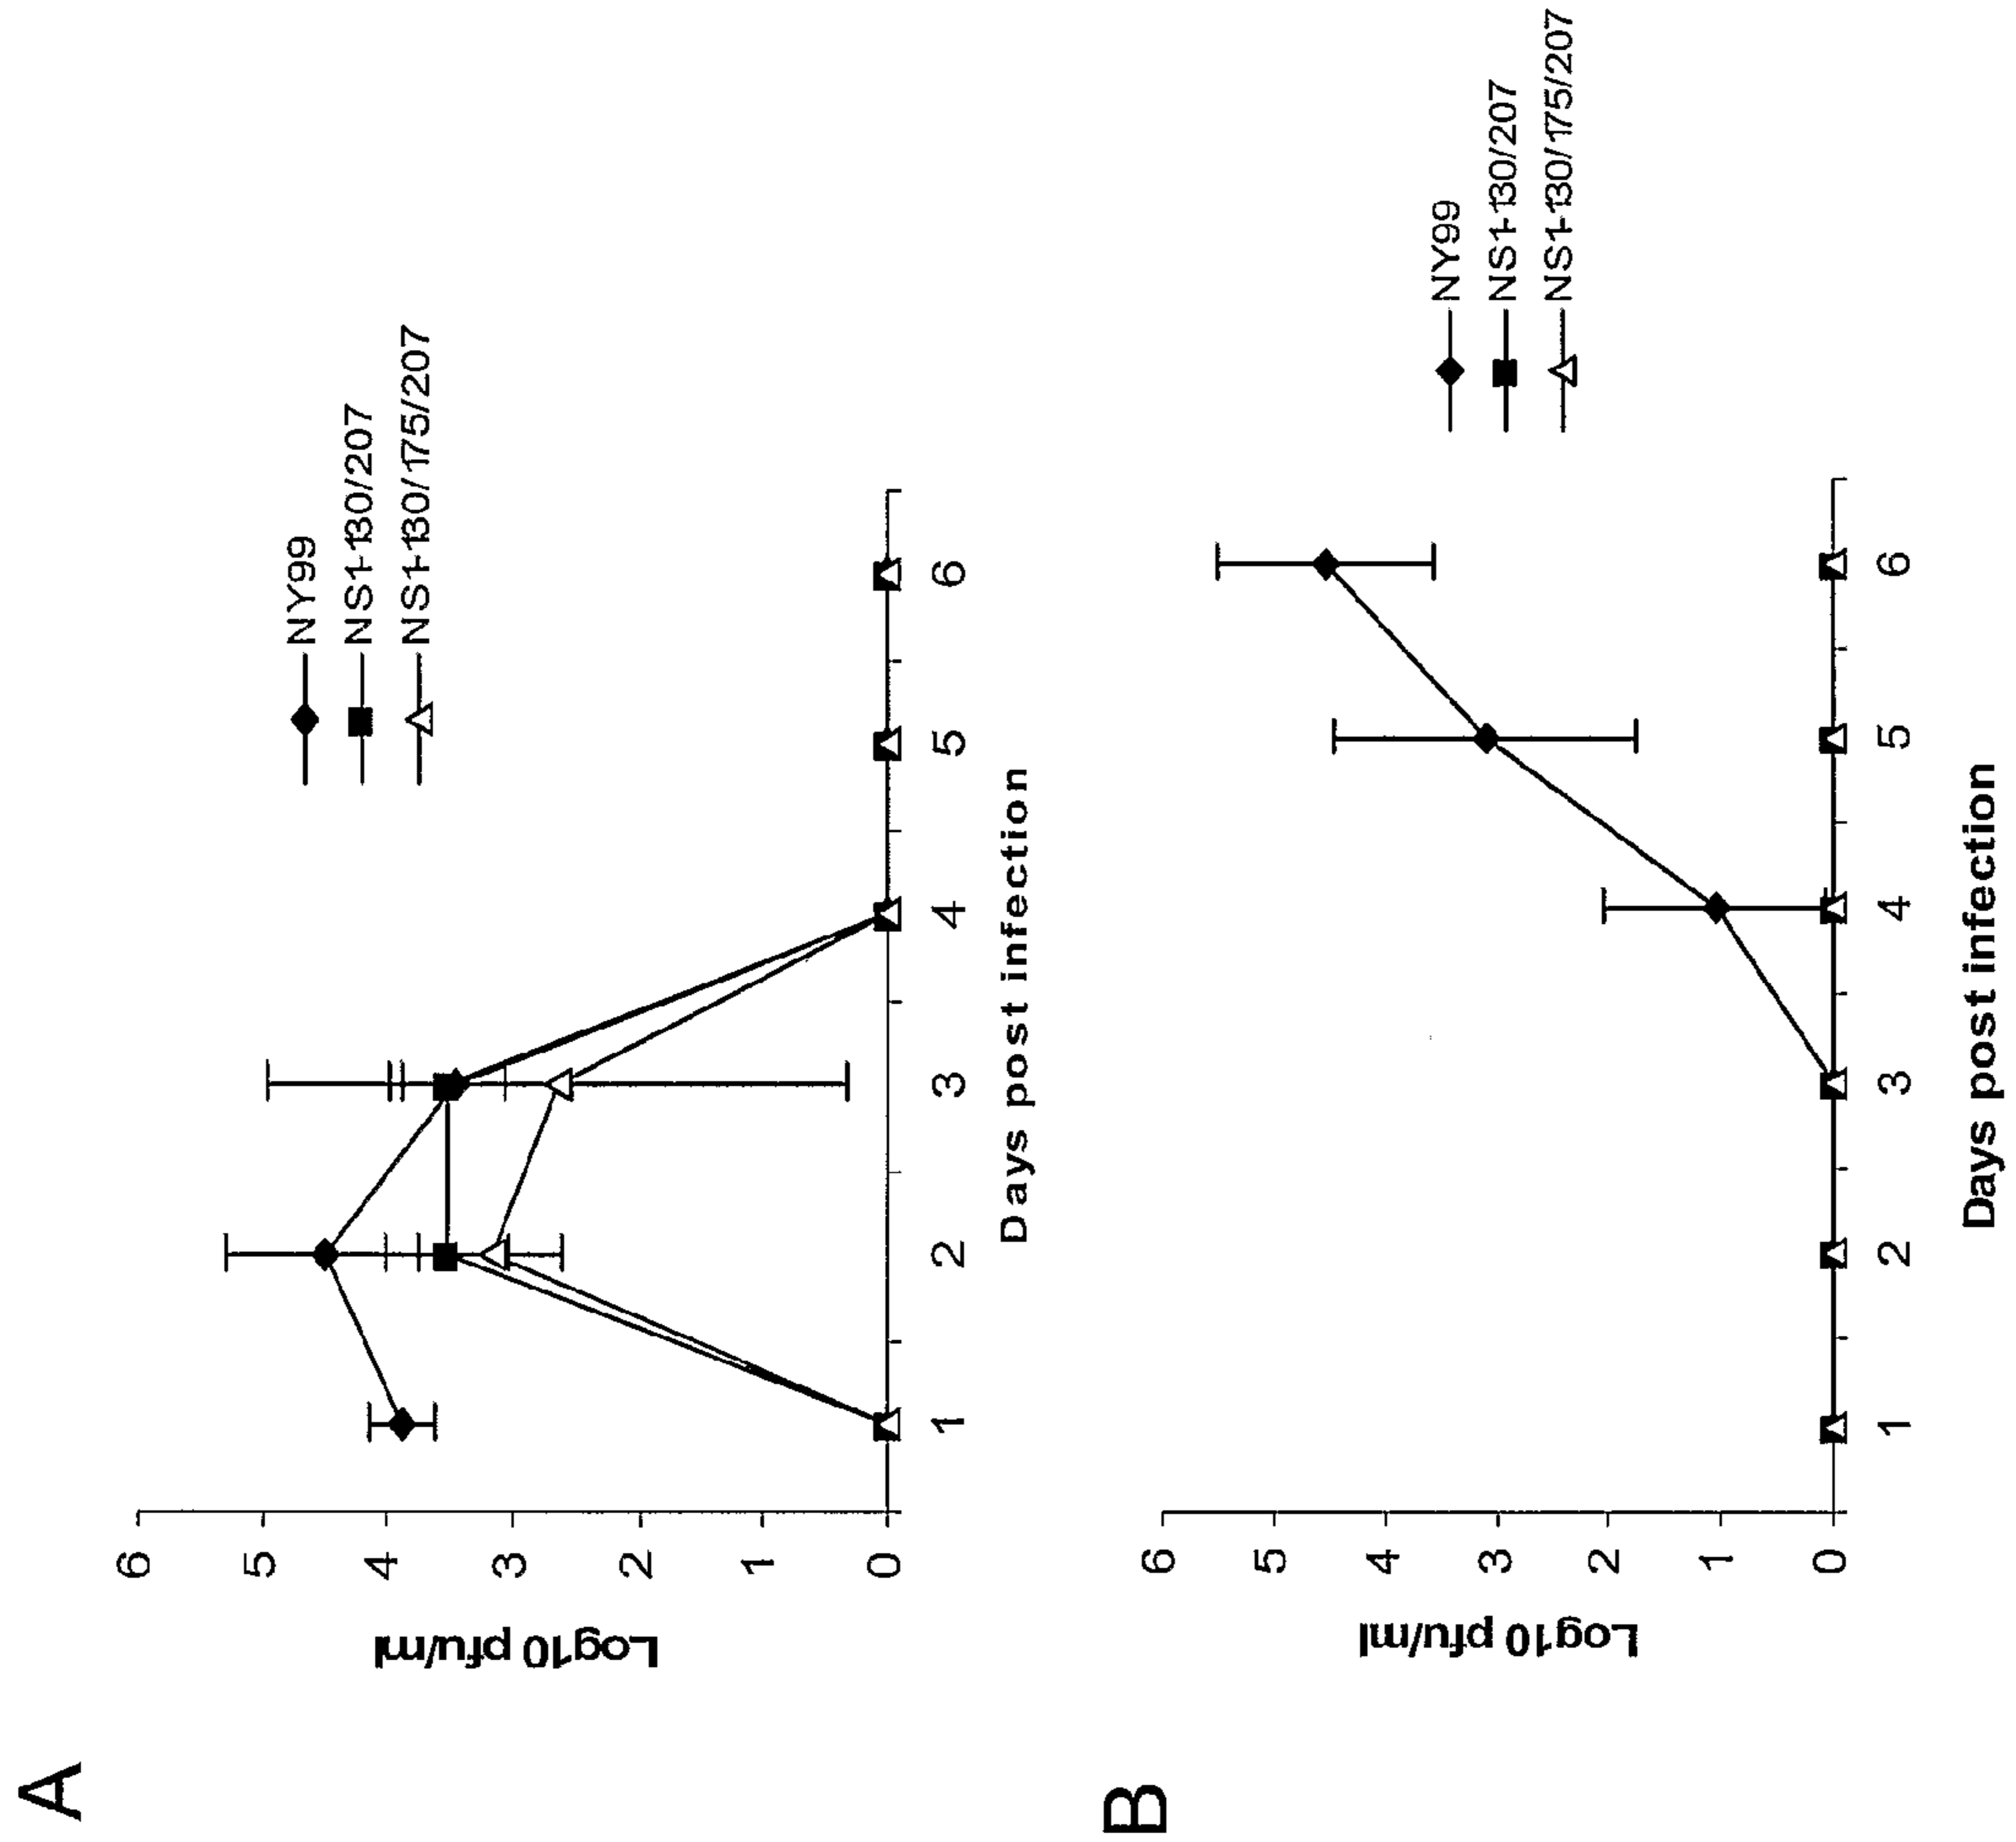 A
NY99
NS1-130/207
NS1-130/175/207
6
5
4
3
2
1
0
Log10 pfu/ml
1 2 3 4 5 6
Days post infection
B
NY99
NS1-130/207
NS1-130/175/207
6
5
4
3
2
1
0
Log10 pfu/ml
1 2 3 4 5 6
Days post infection